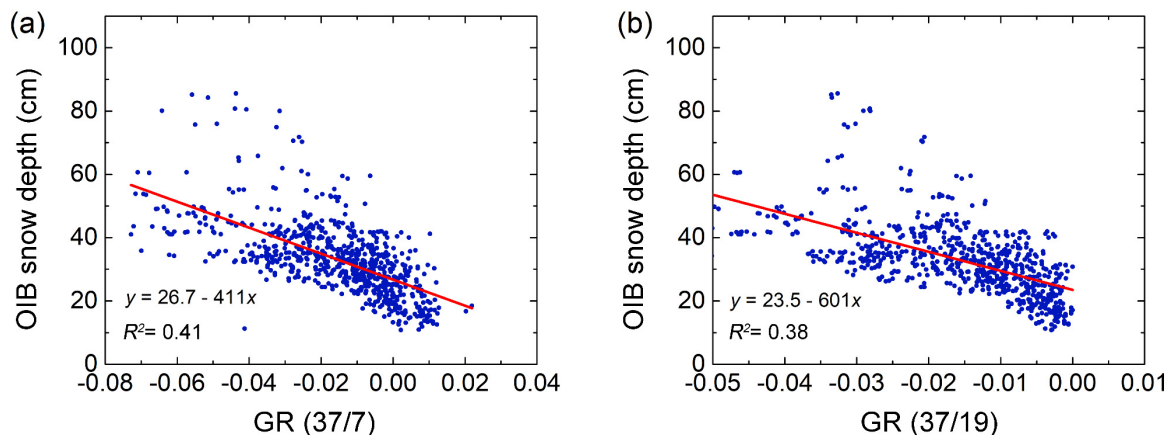 (a)
OIB snow depth (cm)
100
80
60
40
20
0
y = 26.7 - 411x
R²= 0.41
-0.08 -0.06 -0.04 -0.02 0.00 0.02 0.04
GR (37/7)
(b)
OIB snow depth (cm)
100
80
60
40
20
0
y = 23.5 - 601x
R²= 0.38
-0.05 -0.04 -0.03 -0.02 -0.01 0.00 0.01
GR (37/19)